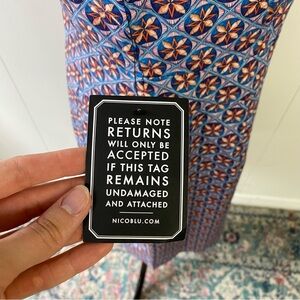 PLEASE NOTE
RETURNS
WILL ONLY BE
ACCEPTED
IF THIS TAG
REMAINS
UNDAMAGED
AND ATTACHED
NICOBLU.COM